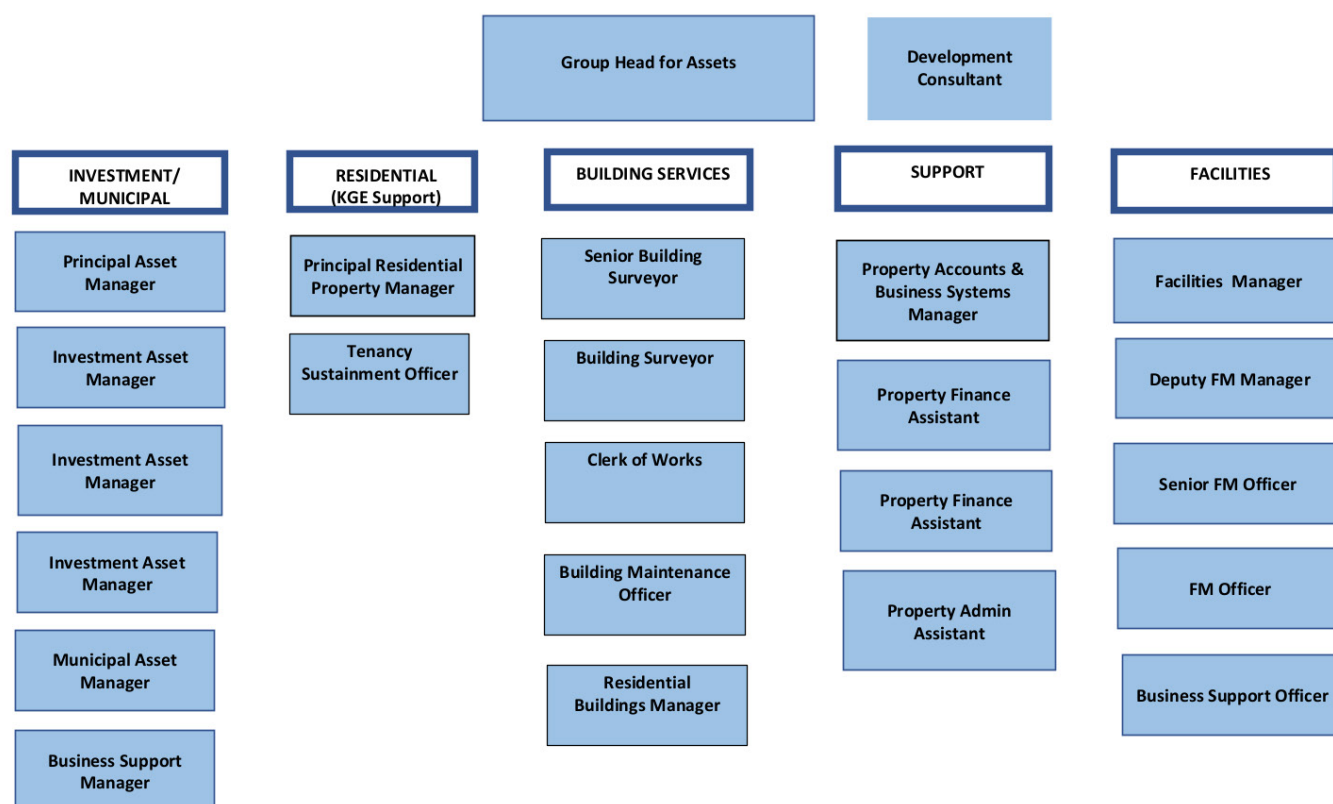 Group Head for Assets
Development
Consultant
INVESTMENT/
MUNICIPAL
RESIDENTIAL
(KGE Support)
BUILDING SERVICES
SUPPORT
FACILITIES
Principal Asset
Manager
Investment Asset
Manager
Investment Asset
Manager
Investment Asset
Manager
Municipal Asset
Manager
Business Support
Manager
Principal Residential
Property Manager
Tenancy
Sustainment Officer
Senior Building
Surveyor
Building Surveyor
Clerk of Works
Building Maintenance
Officer
Residential
Buildings Manager
Property Accounts &
Business Systems
Manager
Property Finance
Assistant
Property Finance
Assistant
Property Admin
Assistant
Facilities Manager
Deputy FM Manager
Senior FM Officer
FM Officer
Business Support Officer